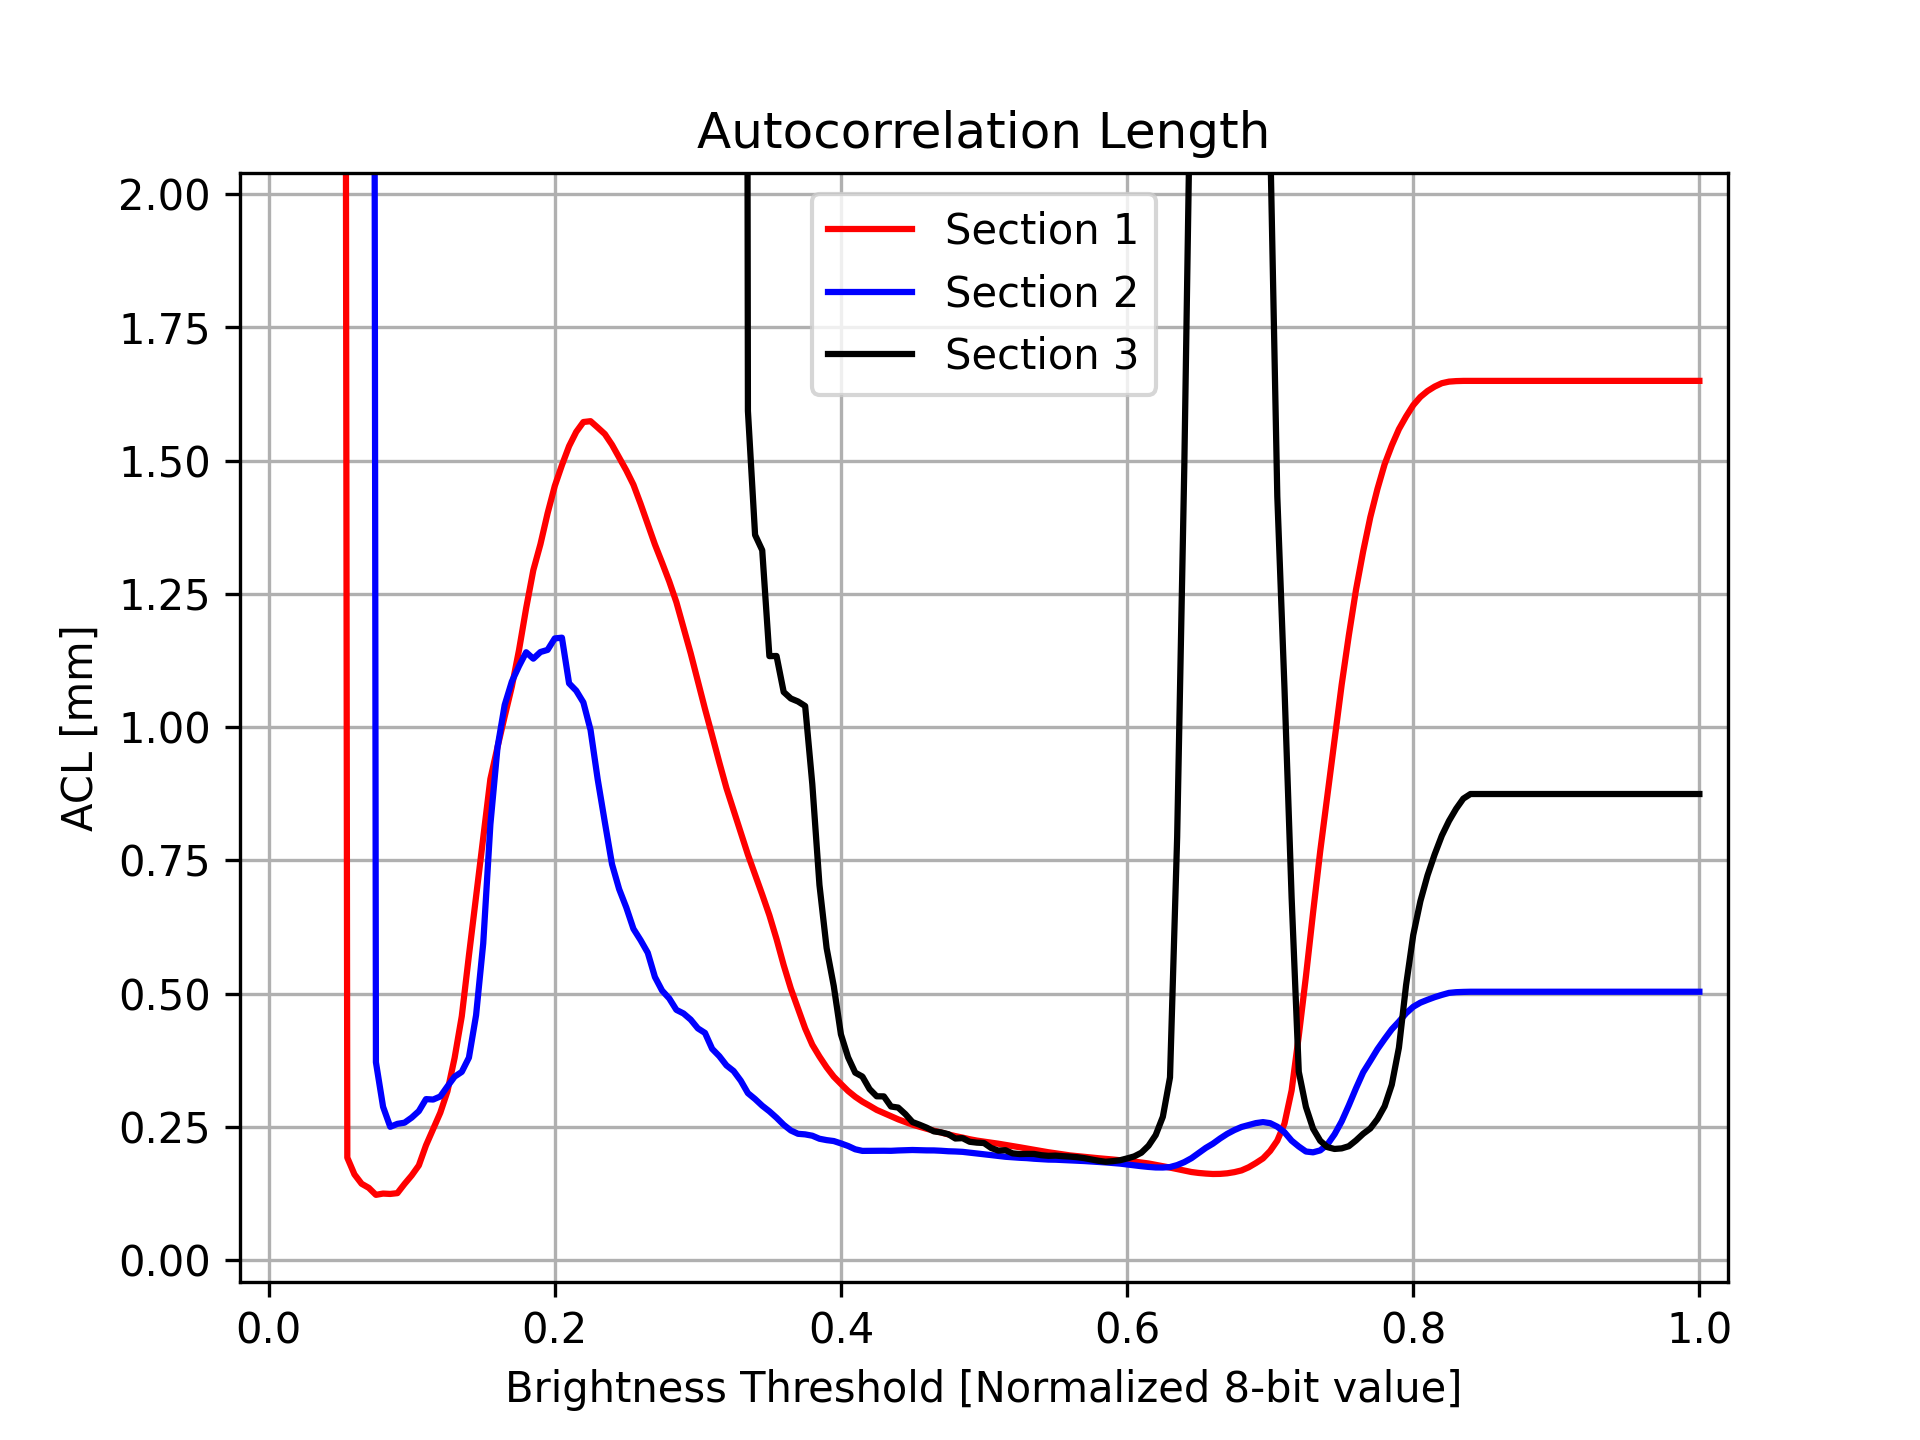 Autocorrelation Length
2.00
1.75
1.50
1.25
1.00
0.75
0.50
0.25
0.00
ACL [mm]
Section 1
Section 2
Section 3
0.0 0.2 0.4 0.6 0.8 1.0
Brightness Threshold [Normalized 8-bit value]